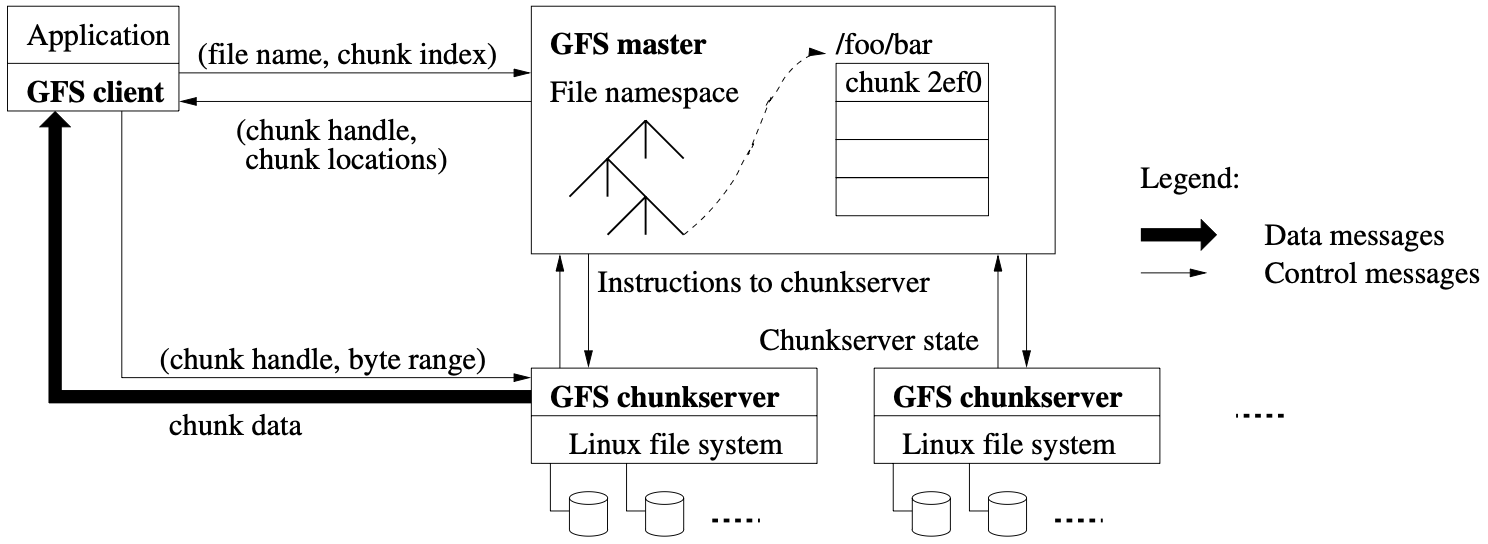 Application
GFS client
(file name, chunk index)
(chunk handle,
chunk locations)
GFS master
File namespace
/foo/bar
chunk 2ef0
Legend:
Data messages
Control messages
Instructions to chunkserver
Chunkserver state
(chunk handle, byte range)
chunk data
GFS chunkserver
Linux file system
GFS chunkserver
Linux file system